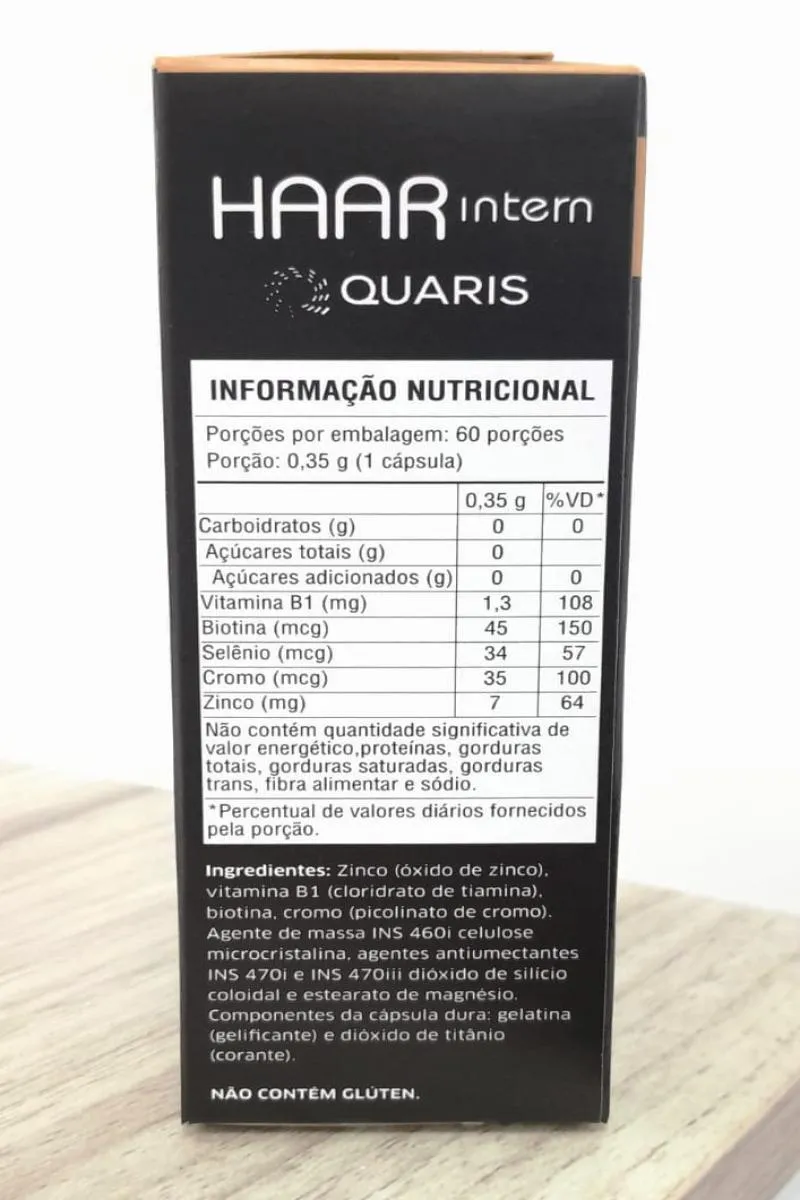 HAAR intern
QUARIS
INFORMAÇÃO NUTRICIONAL
Porções por embalagem: 60 porções
Porção: 0,35 g (1 cápsula)
0,35 g %VD*
Carboidratos (g) 0 0
Açúcares totais (g) 0
Açúcares adicionados (g) 0 0
Vitamina B1 (mg) 1,3 108
Biotina (mcg) 45 150
Selênio (mcg) 34 57
Cromo (mcg) 35 100
Zinco (mg) 7 64
Não contém quantidade significativa de
valor energético,proteínas, gorduras
totais, gorduras saturadas, gorduras
trans, fibra alimentar e sódio.
*Percentual de valores diários fornecidos
pela porção.
Ingredientes: Zinco (óxido de zinco),
vitamina B1 (cloridrato de tiamina),
biotina, cromo (picolinato de cromo).
Agente de massa INS 460i celulose
microcristalina, agentes antiumectantes
INS 470i e INS 470iii dióxido de silício
coloidal e estearato de magnésio.
Componentes da cápsula dura: gelatina
(gelificante) e dióxido de titânio
(corante).
NÃO CONTÉM GLÚTEN.